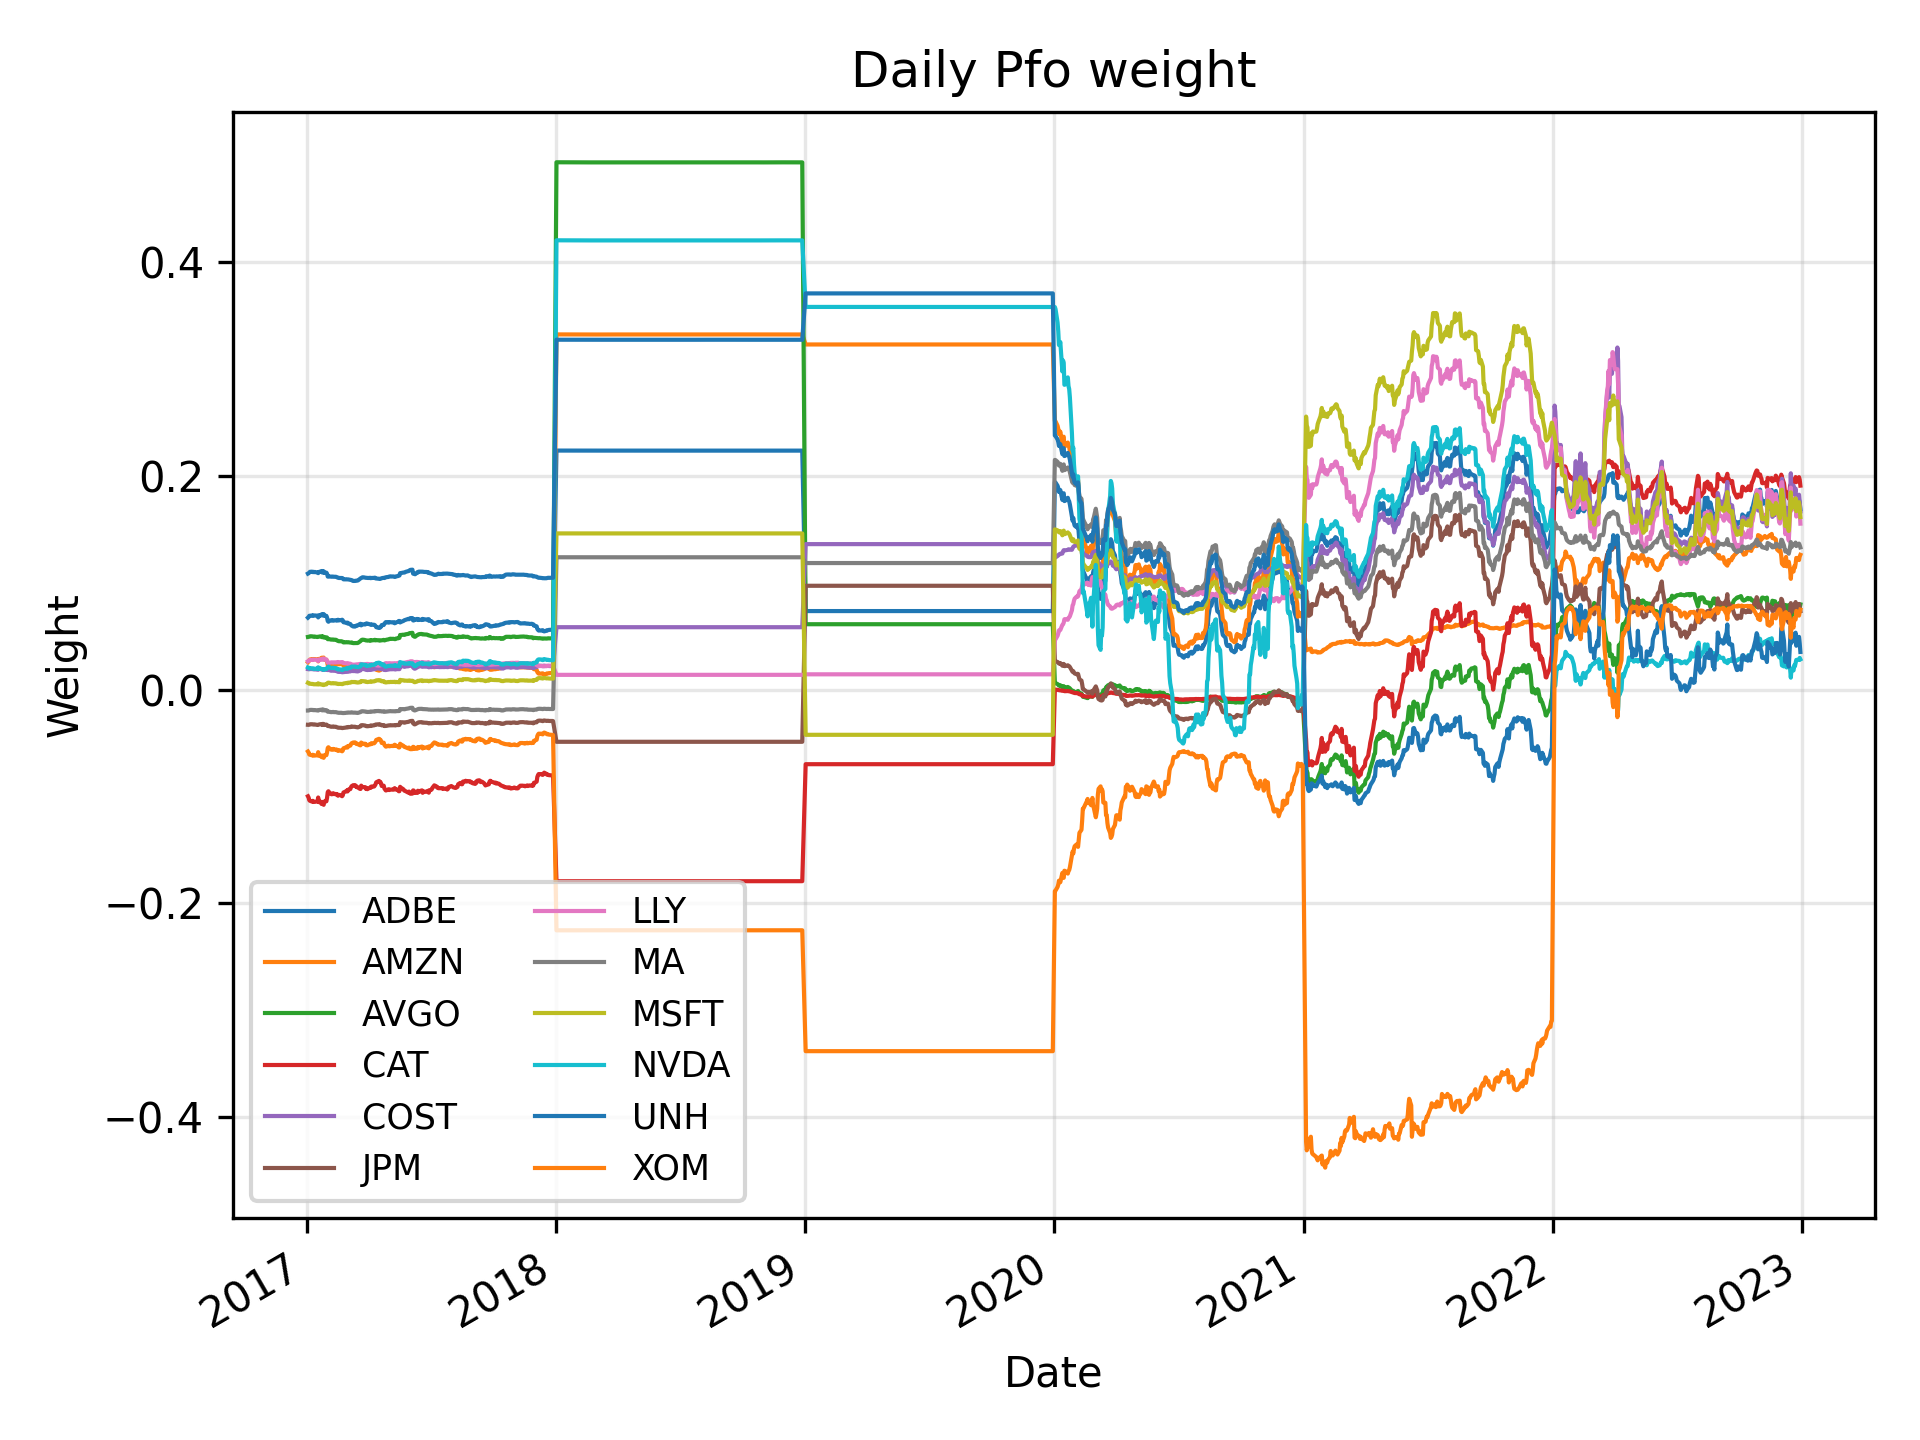 Daily Pfo weight
Weight
0.4
0.2
0.0
−0.2
−0.4
ADBE
AMZN
AVGO
CAT
COST
JPM
LLY
MA
MSFT
NVDA
UNH
XOM
2017
2018
2019
2020
2021
2022
2023
Date